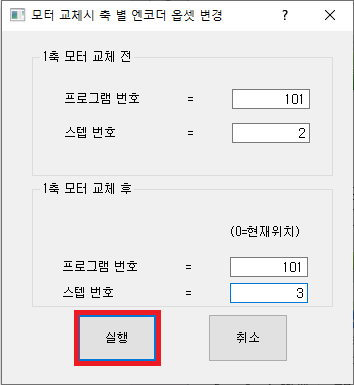 모터 교체시 축 별 엔코더 옵셋 변경 ?
1축 모터 교체 전
프로그램 번호 = 101
스텝 번호 = 2
1축 모터 교체 후
(0=현재위치)
프로그램 번호 = 101
스텝 번호 = 3
실행 취소